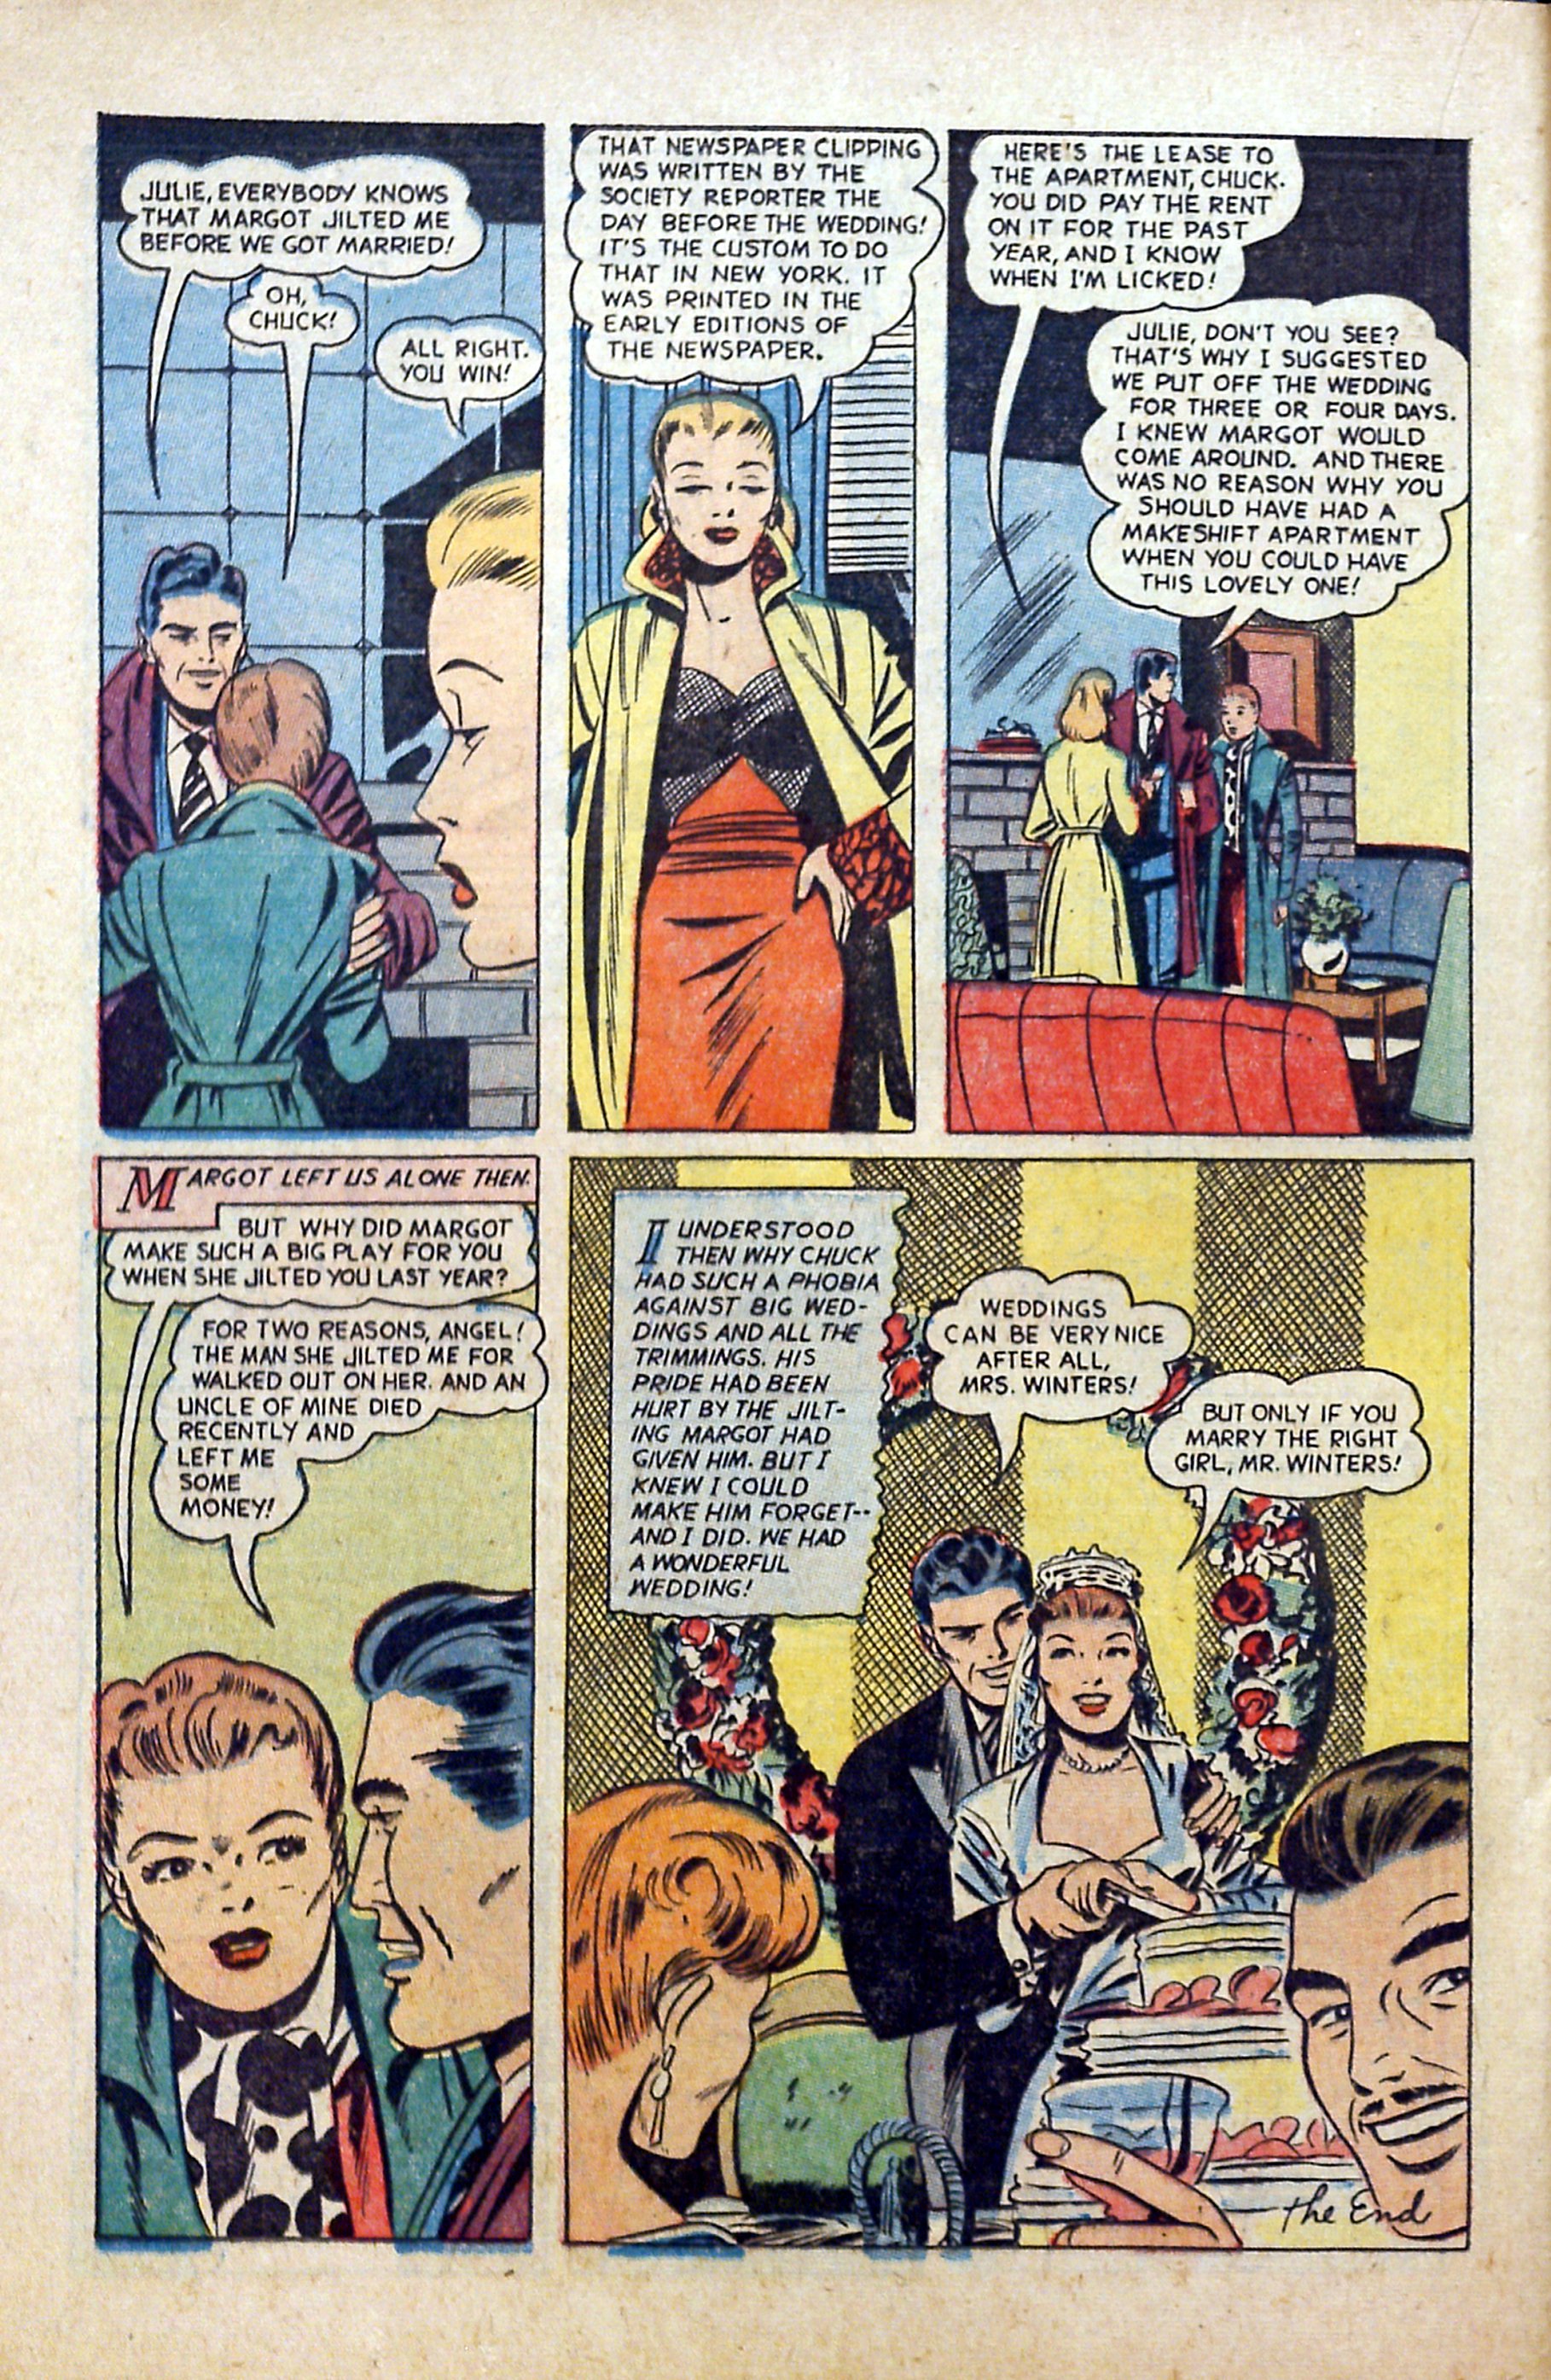 JULIE, EVERYBODY KNOWS
THAT MARGOT JILTED ME
BEFORE WE GOT MARRIED!
OH,
CHUCK!
ALL RIGHT.
YOU WIN!
THAT NEWSPAPER CLIPPING
WAS WRITTEN BY THE
SOCIETY REPORTER THE
DAY BEFORE THE WEDDING!
IT'S THE CUSTOM TO DO
THAT IN NEW YORK. IT
WAS PRINTED IN THE
EARLY EDITIONS OF
THE NEWSPAPER.
HERE'S THE LEASE TO
THE APARTMENT, CHUCK.
YOU DID PAY THE RENT
ON IT FOR THE PAST
YEAR, AND I KNOW
WHEN I'M LICKED!
JULIE, DON'T YOU SEE?
THAT'S WHY I SUGGESTED
WE PUT OFF THE WEDDING
FOR THREE OR FOUR DAYS.
I KNEW MARGOT WOULD
COME AROUND. AND THERE
WAS NO REASON WHY YOU
SHOULD HAVE HAD A
MAKESHIFT APARTMENT
WHEN YOU COULD HAVE
THIS LOVELY ONE!
MARGOT LEFT US ALONE THEN.
BUT WHY DID MARGOT
MAKE SUCH A BIG PLAY FOR YOU
WHEN SHE JILTED YOU LAST YEAR?
FOR TWO REASONS, ANGEL!
THE MAN SHE JILTED ME FOR
WALKED OUT ON HER. AND AN
UNCLE OF MINE DIED
RECENTLY AND
LEFT ME
SOME
MONEY!
I UNDERSTOOD
THEN WHY CHUCK
HAD SUCH A PHOBIA
AGAINST BIG WED-
DINGS AND ALL THE
TRIMMINGS. HIS
PRIDE HAD BEEN
HURT BY THE JILT-
ING MARGOT HAD
GIVEN HIM. BUT I
KNEW I COULD
MAKE HIM FORGET--
AND I DID. WE HAD
A WONDERFUL
WEDDING!
WEDDINGS
CAN BE VERY NICE
AFTER ALL,
MRS. WINTERS!
BUT ONLY IF YOU
MARRY THE RIGHT
GIRL, MR. WINTERS!
The End